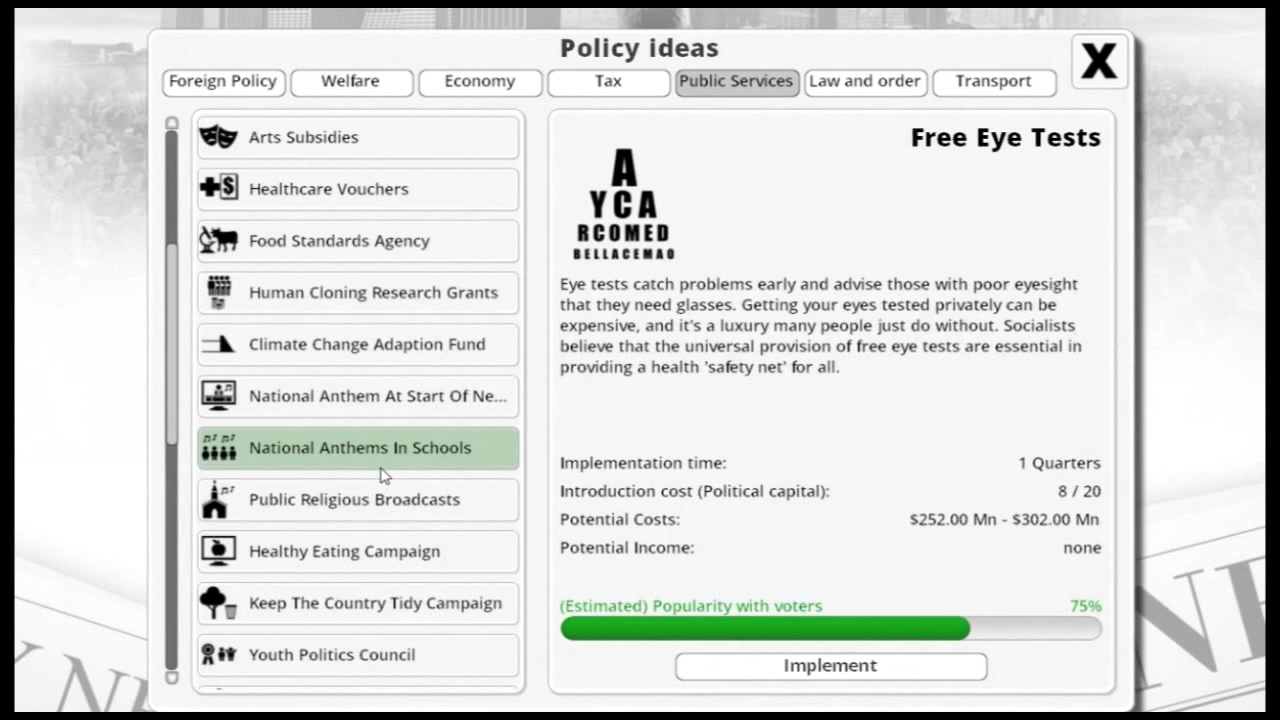 Policy ideas
X
Foreign Policy
Welfare
Economy
Tax
Public Services
Law and order
Transport
Arts Subsidies
Healthcare Vouchers
Food Standards Agency
Human Cloning Research Grants
Climate Change Adaption Fund
National Anthem At Start Of Ne...
National Anthems In Schools
Public Religious Broadcasts
Healthy Eating Campaign
Keep The Country Tidy Campaign
Youth Politics Council
Free Eye Tests
A
YCA
RCOMED
BELLACEMAO
Eye tests catch problems early and advise those with poor eyesight
that they need glasses. Getting your eyes tested privately can be
expensive, and it's a luxury many people just do without. Socialists
believe that the universal provision of free eye tests are essential in
providing a health 'safety net' for all.
Implementation time: 1 Quarters
Introduction cost (Political capital): 8 / 20
Potential Costs: $252.00 Mn - $302.00 Mn
Potential Income: none
(Estimated) Popularity with voters 75%
Implement